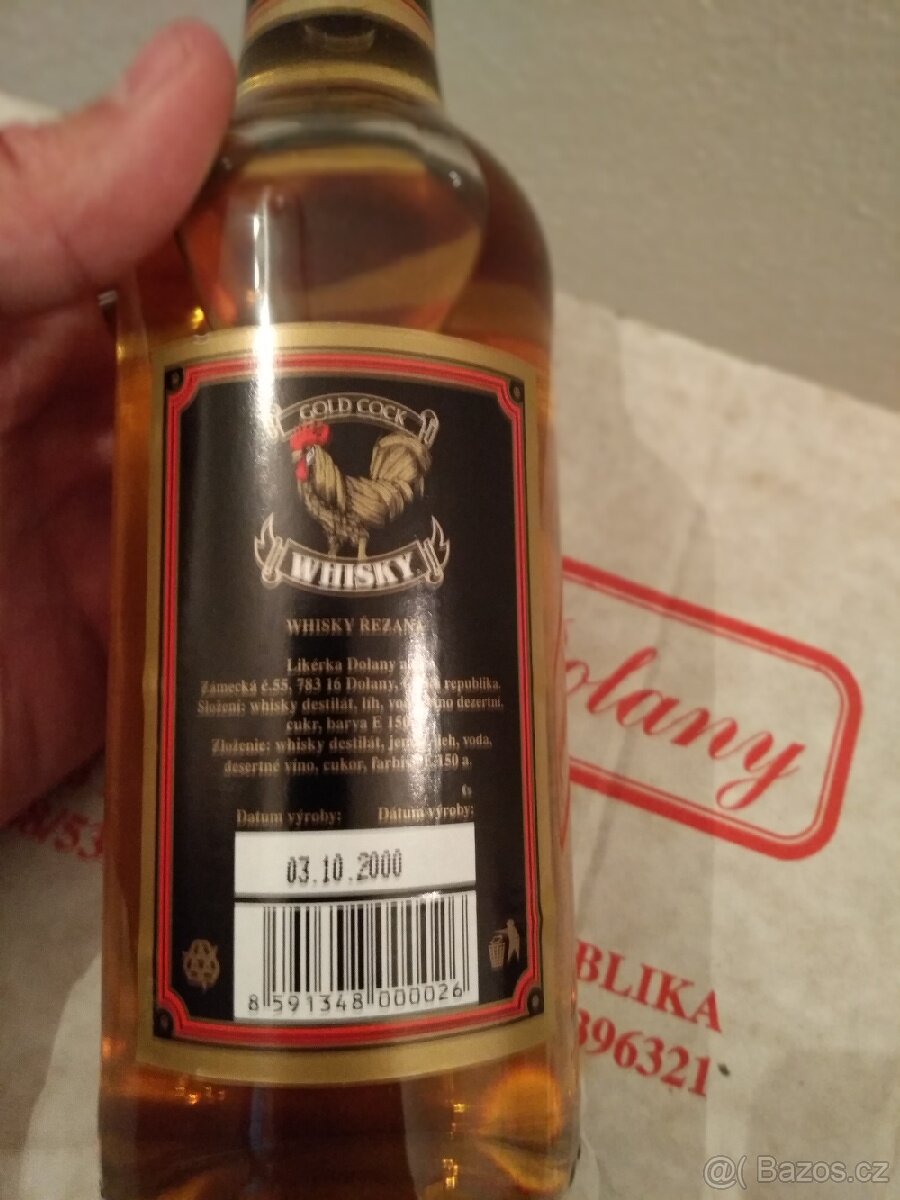 GOLD COCK
WHISKY
WHISKY ŘEZANÁ
Likérka Dolany
Zámecká č.55, 783 16 Dolany, republika
Složení: whisky destilát, líh, dezertní,
cukr, barva E 150
Zloženie: whisky destilát, voda,
desertné víno, cukor, 150 a.
Datum výroby: Dátum výroby:
03.10.2000
8 591348 000026
olany
BLIKA
396321
@( Bazos.cz